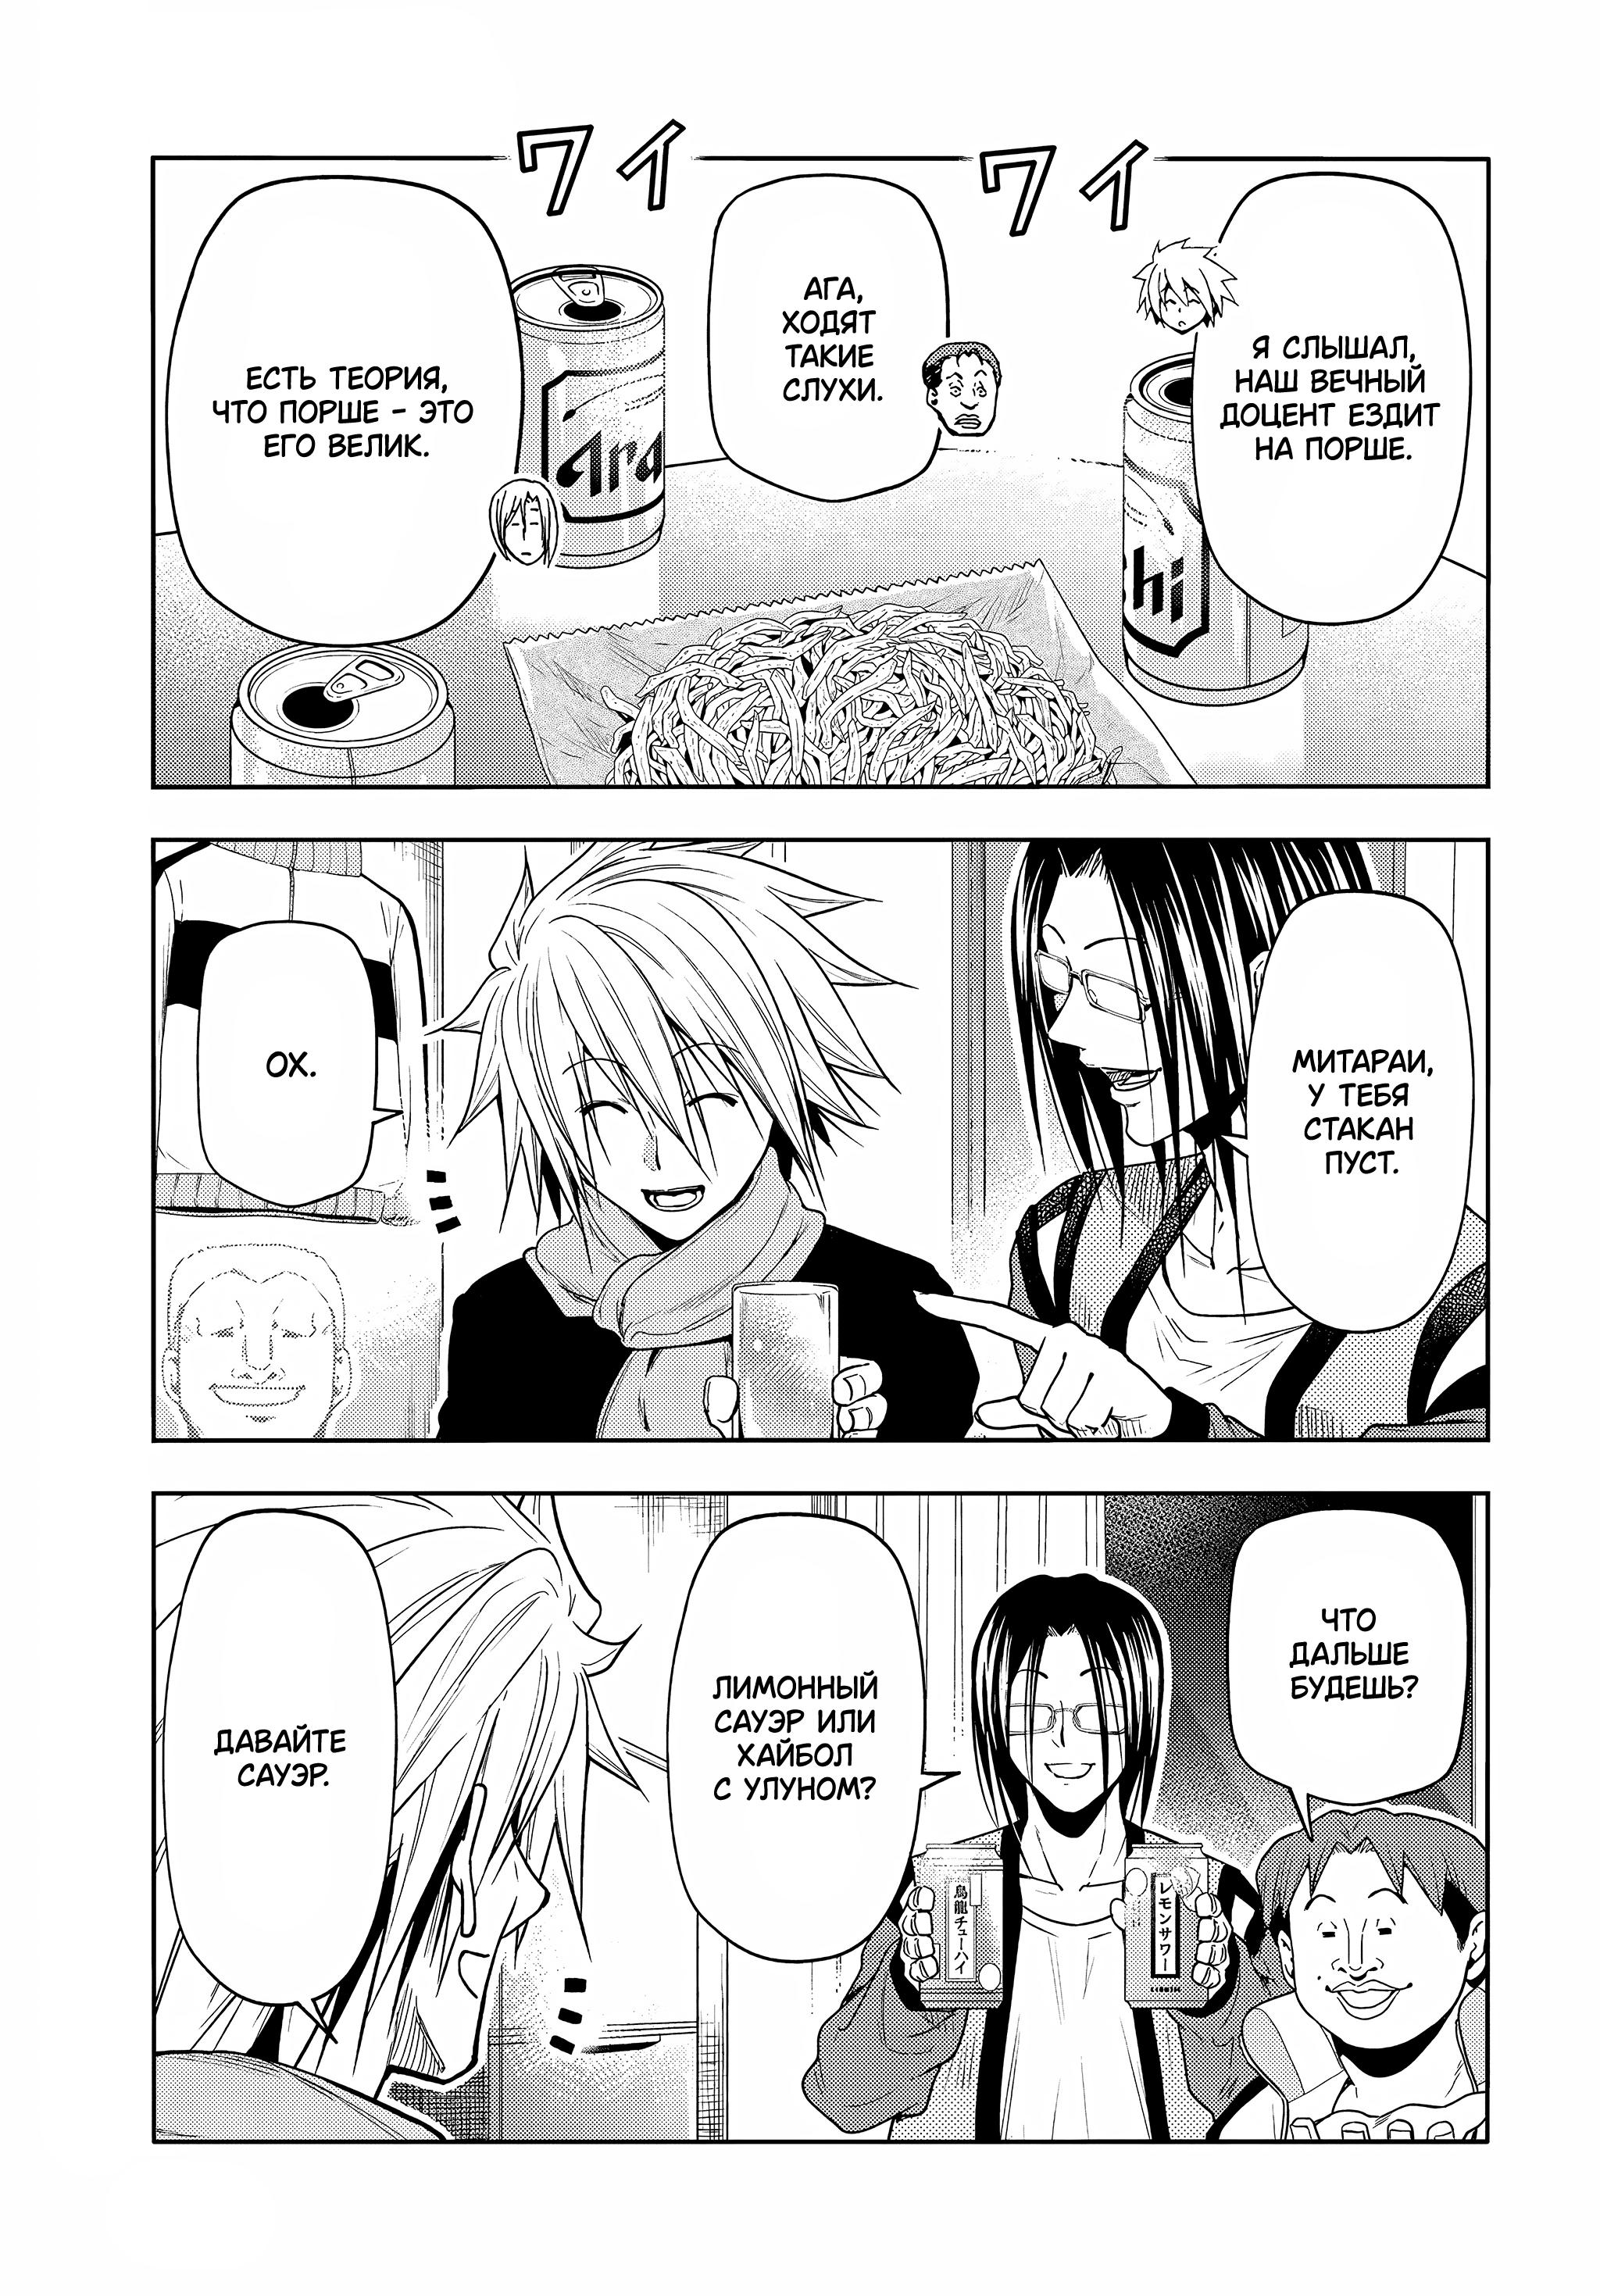 ワイ
ワイ
Я СЛЫШАЛ,
НАШ ВЕЧНЫЙ
ДОЦЕНТ ЕЗДИТ
НА ПОРШЕ.
АГА,
ХОДЯТ
ТАКИЕ
СЛУХИ.
ЕСТЬ ТЕОРИЯ,
ЧТО ПОРШЕ - ЭТО
ЕГО ВЕЛИК.
Ara
chi
МИТАРАИ,
У ТЕБЯ
СТАКАН
ПУСТ.
ОХ.
ЧТО
ДАЛЬШЕ
БУДЕШЬ?
ЛИМОННЫЙ
САУЭР ИЛИ
ХАЙБОЛ
С УЛУНОМ?
レモンサワー
烏龍チューハイ
ДАВАЙТЕ
САУЭР.